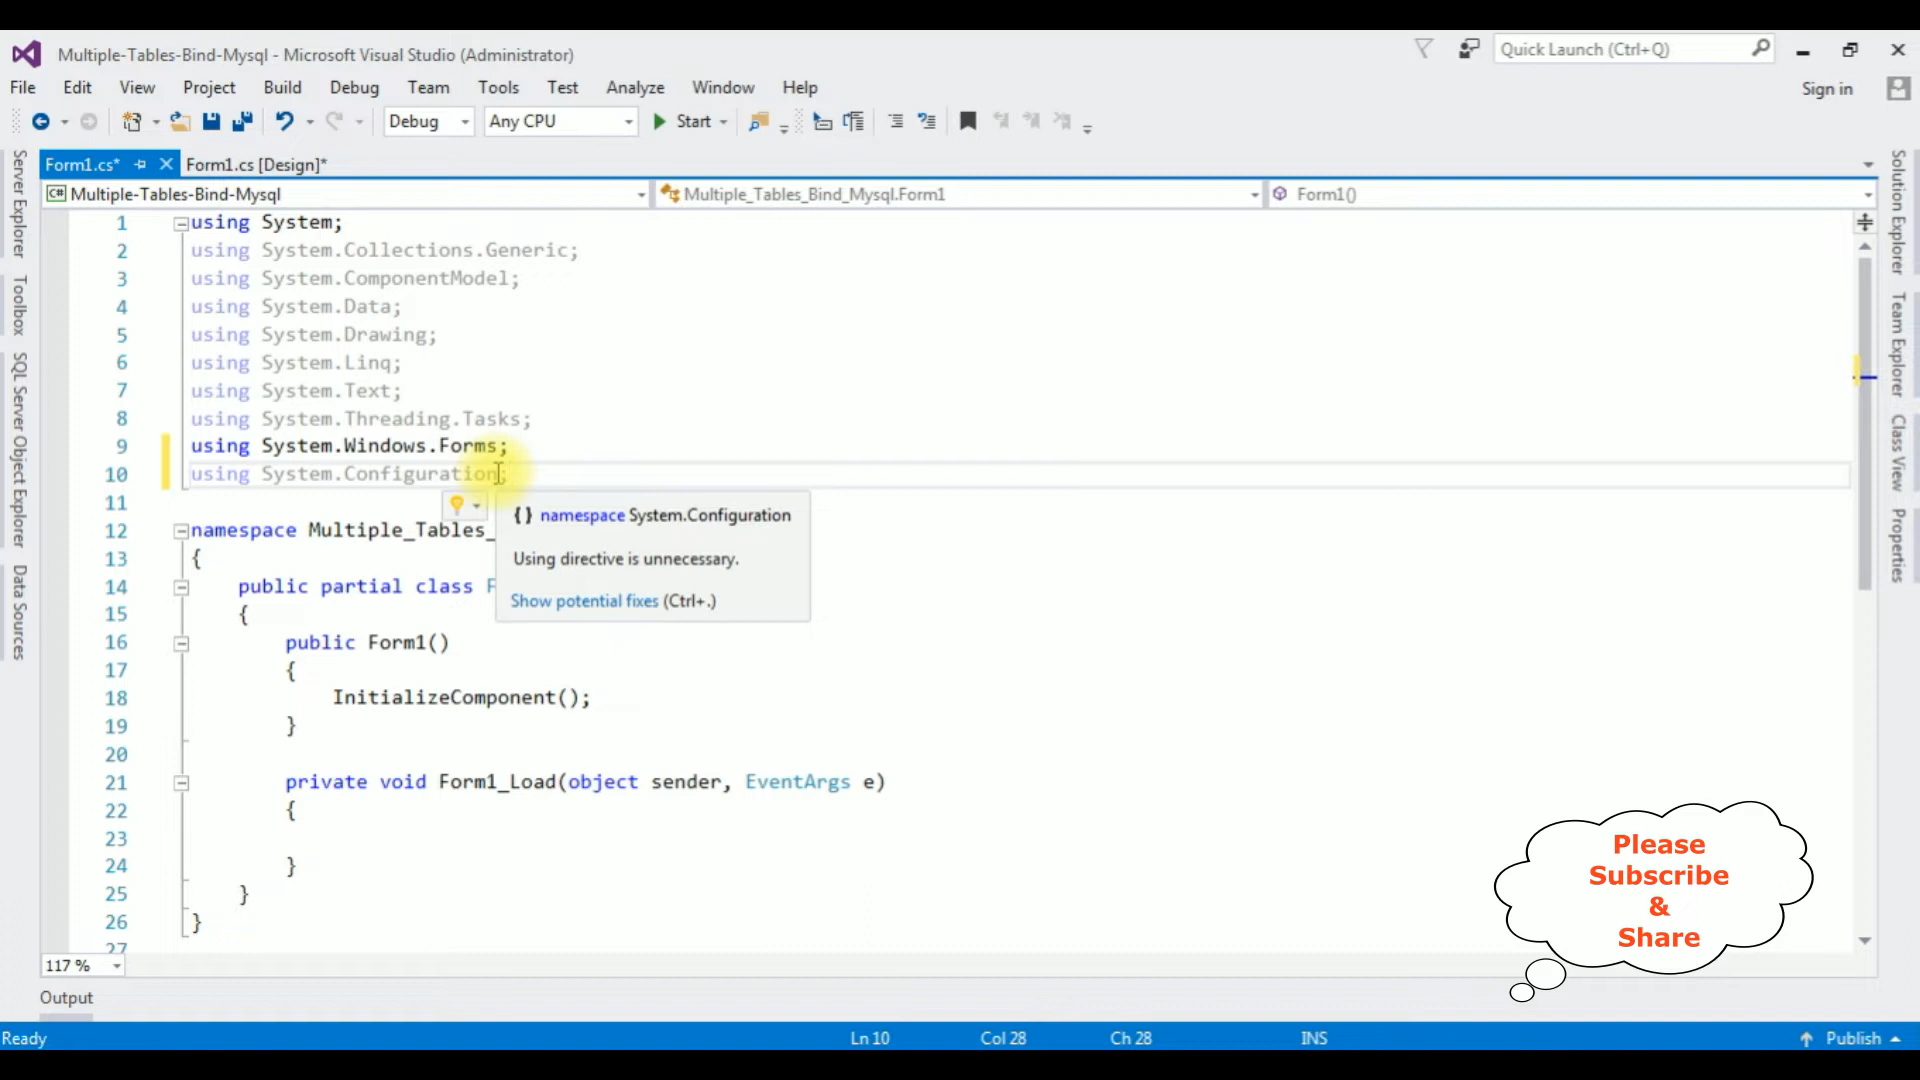 Multiple-Tables-Bind-Mysql - Microsoft Visual Studio (Administrator)
Quick Launch (Ctrl+Q)
File Edit View Project Build Debug Team Tools Test Analyze Window Help
Sign in
Debug Any CPU Start
Form1.cs* Form1.cs [Design]*
C# Multiple-Tables-Bind-Mysql Multiple_Tables_Bind_Mysql.Form1 Form1()
Server Explorer
Toolbox
SQL Server Object Explorer
Data Sources
1 using System;
2 using System.Collections.Generic;
3 using System.ComponentModel;
4 using System.Data;
5 using System.Drawing;
6 using System.Linq;
7 using System.Text;
8 using System.Threading.Tasks;
9 using System.Windows.Forms;
10 using System.Configuration;
11
{ } namespace System.Configuration
Using directive is unnecessary.
Show potential fixes (Ctrl+.)
12 namespace Multiple_Tables_
13 {
14 public partial class F
15 {
16 public Form1()
17 {
18 InitializeComponent();
19 }
20
21 private void Form1_Load(object sender, EventArgs e)
22 {
23
24 }
25 }
26 }
27
Solution Explorer
Team Explorer
Class View
Properties
Please
Subscribe
&
Share
117 %
Output
Ready Ln 10 Col 28 Ch 28 INS Publish